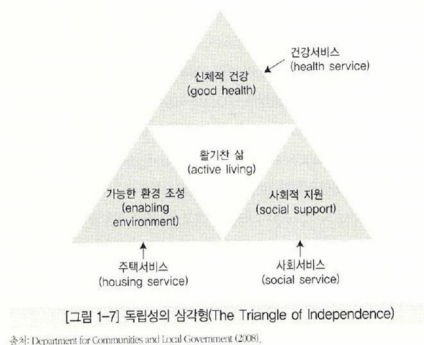 건강서비스
(health service)
신체적 건강
(good health)
활기찬 삶
(active living)
가능한 환경 조성
(enabling
environment)
사회적 지원
(social support)
주택서비스
(housing service)
사회서비스
(social service)
[그림 1-7] 독립성의 삼각형(The Triangle of Independence)
출처: Department for Communities and Local Government (2008).